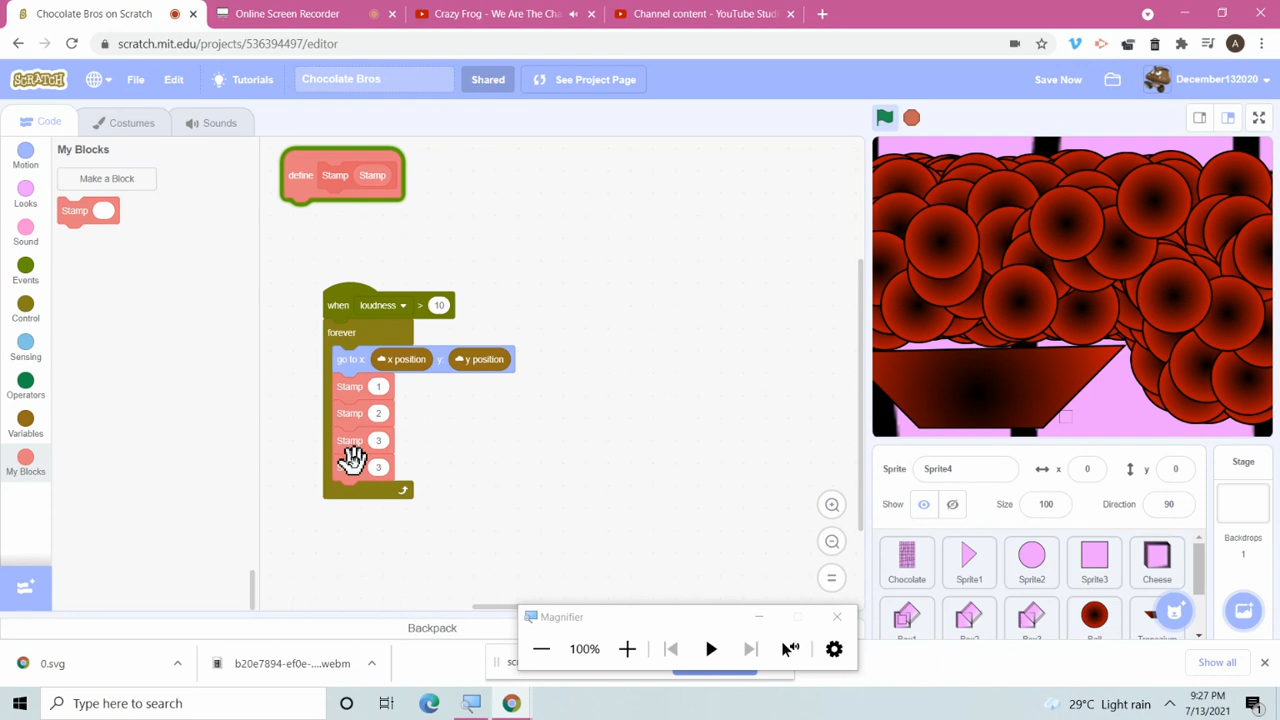 Chocolate Bros on Scratch
Online Screen Recorder
Crazy Frog - We Are The Cha
Channel content - YouTube Studi
scratch.mit.edu/projects/536394497/editor
A
SCRATCH
File
Edit
Tutorials
Chocolate Bros
Shared
See Project Page
Save Now
December132020
Code
Costumes
Sounds
My Blocks
Make a Block
Stamp
Motion
Looks
Sound
Events
Control
Sensing
Operators
Variables
My Blocks
define Stamp Stamp
when loudness > 10
forever
go to x: x position y: y position
Stamp 1
Stamp 2
Stamp 3
3
Sprite Sprite4 x 0 y 0
Show Size 100 Direction 90
Stage
Backdrops
1
Chocolate
Sprite1
Sprite2
Sprite3
Cheese
Ball
Backpack
Magnifier
100%
0.svg
b20e7894-ef0e-....webm
Show all
Type here to search
29°C Light rain
9:27 PM
7/13/2021
1